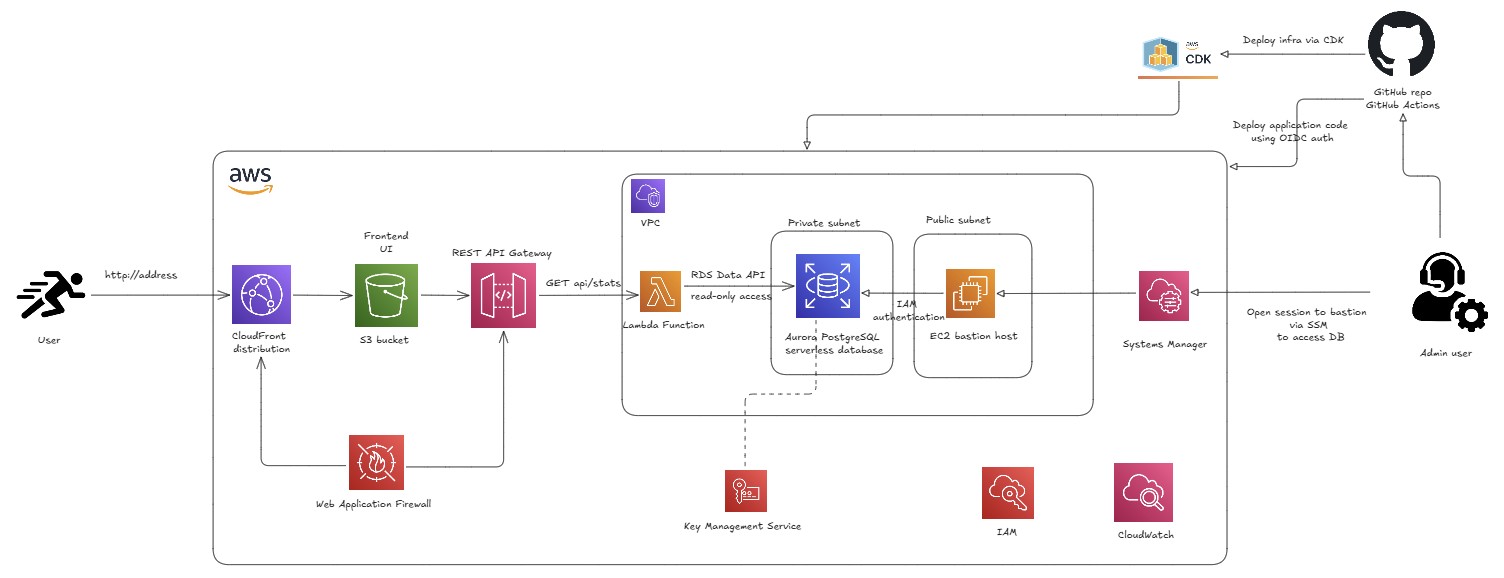 aws
CDK
Deploy infra via CDK
GitHub repo
GitHub Actions
Deploy application code
using OIDC auth
aws
VPC
Private subnet
Public subnet
Frontend
UI
REST API Gateway
http://address
GET api/stats
RDS Data API
read-only access
IAM
authentication
User
CloudFront
distribution
S3 bucket
Lambda Function
Aurora PostgreSQL
serverless database
EC2 bastion host
Systems Manager
Open session to bastion
via SSM
to access DB
Admin user
Web Application Firewall
Key Management Service
IAM
CloudWatch